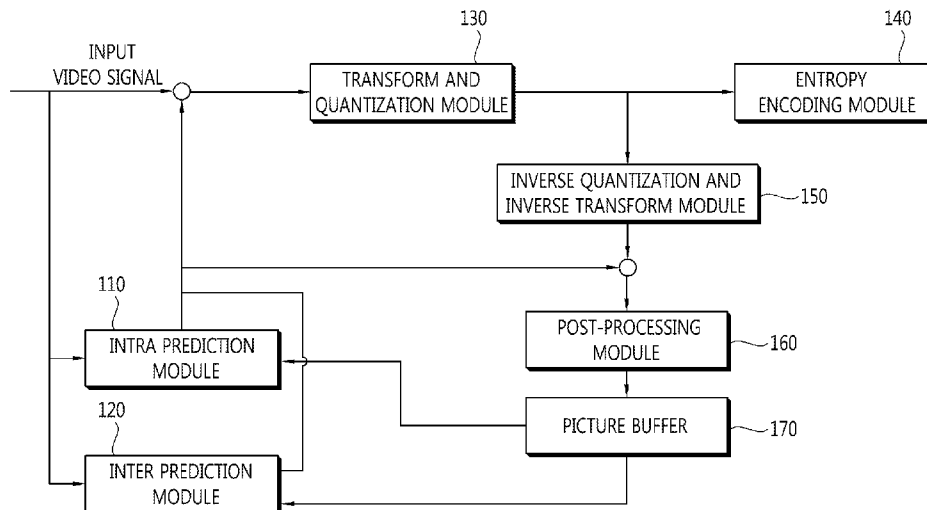 130
140
INPUT
VIDEO SIGNAL
TRANSFORM AND
QUANTIZATION MODULE
ENTROPY
ENCODING MODULE
INVERSE QUANTIZATION AND
INVERSE TRANSFORM MODULE
150
110
INTRA PREDICTION
MODULE
POST-PROCESSING
MODULE
160
120
INTER PREDICTION
MODULE
PICTURE BUFFER
170